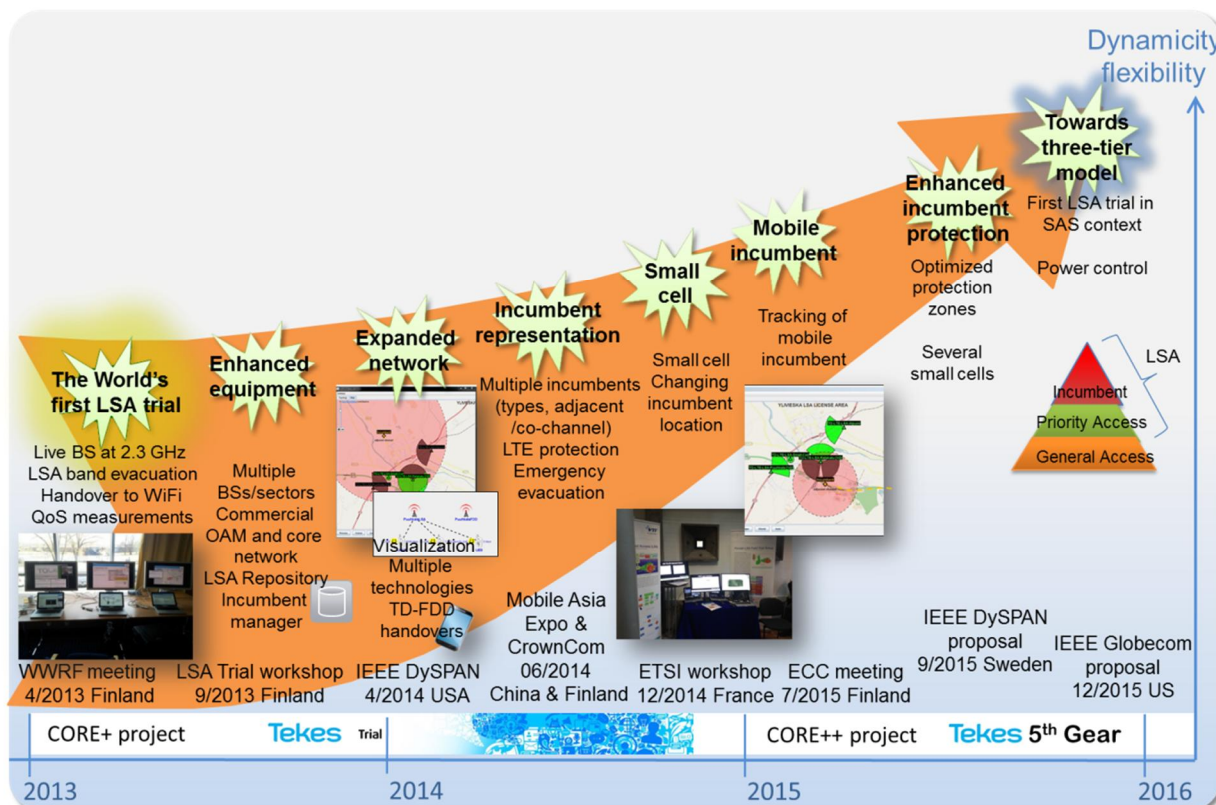 Dynamicity
flexibility
The World's
first LSA trial
Live BS at 2.3 GHz
LSA band evacuation
Handover to WiFi
QoS measurements
WWRF meeting
4/2013 Finland
Enhanced
equipment
Multiple
BSs/sectors
Commercial
OAM and core
network
LSA Repository
Incumbent
manager
LSA Trial workshop
9/2013 Finland
Expanded
network
Visualization
Multiple
technologies
TD-FDD
handovers
IEEE DySPAN
4/2014 USA
Incumbent
representation
Multiple incumbents
(types, adjacent
/co-channel)
LTE protection
Emergency
evacuation
Mobile Asia
Expo &
CrownCom
06/2014
China & Finland
Small
cell
Small cell
Changing
incumbent
location
ETSI workshop
12/2014 France
Mobile
incumbent
Tracking of
mobile
incumbent
YLIVIESKA LSA LICENSE AREA
ECC meeting
7/2015 Finland
Enhanced
incumbent
protection
Optimized
protection
zones
Several
small cells
IEEE DySPAN
proposal
9/2015 Sweden
Towards
three-tier
model
First LSA trial in
SAS context
Power control
LSA
Incumbent
Priority Access
General Access
IEEE Globecom
proposal
12/2015 US
CORE+ project
Tekes Trial
CORE++ project
Tekes 5th Gear
2013
2014
2015
2016